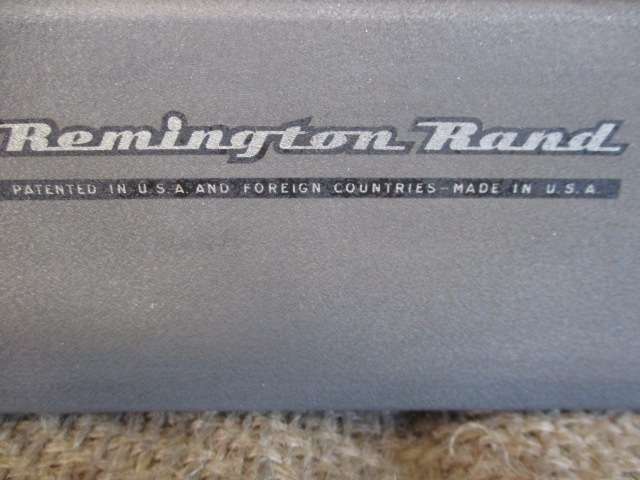 Remington Rand
PATENTED IN U.S.A. AND FOREIGN COUNTRIES—MADE IN U.S.A.